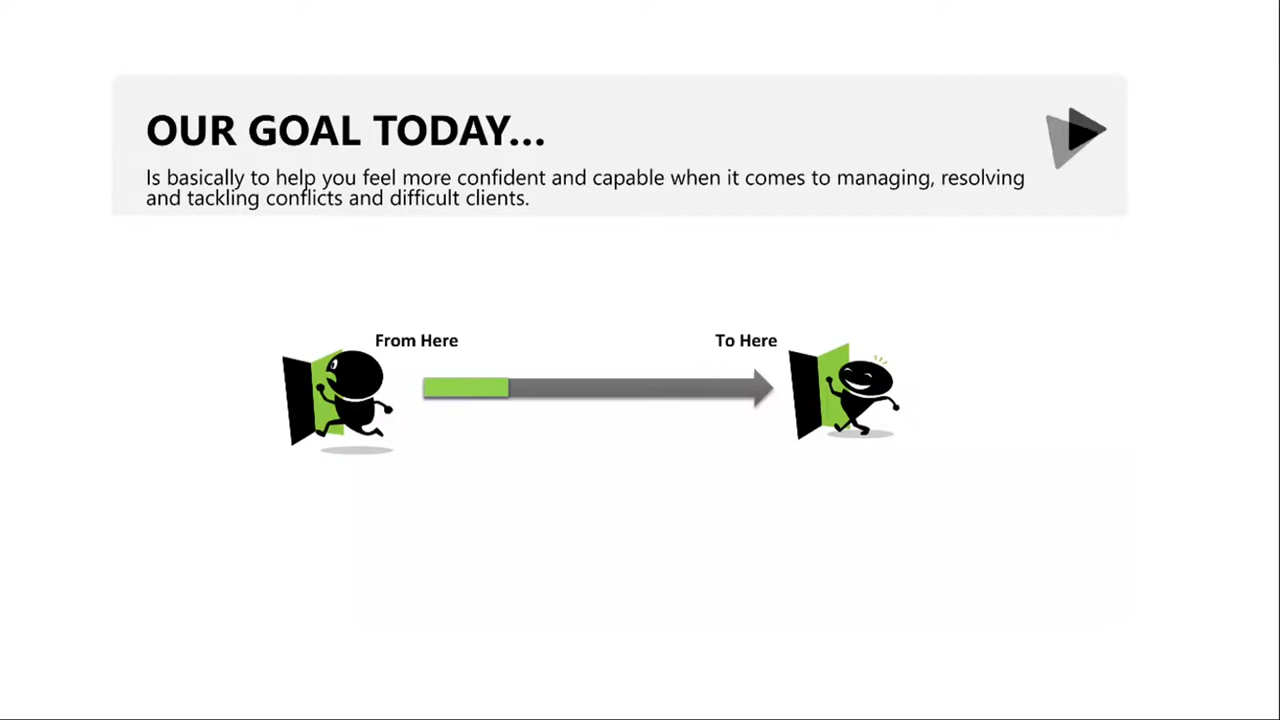 OUR GOAL TODAY...
Is basically to help you feel more confident and capable when it comes to managing, resolving
and tackling conflicts and difficult clients.
From Here
To Here